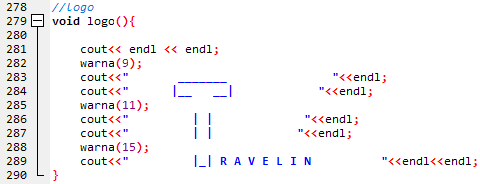 278 //logo
279 void logo(){
280
281     cout<< endl << endl;
282     warna(9);
283     cout<<"       _______               "<<endl;
284     cout<<"      |__   __|            "<<endl;
285     warna(11);
286     cout<<"         | |             "<<endl;
287     cout<<"         | |            "<<endl;
288     warna(15);
289     cout<<"         |_| R A V E L I N          "<<endl<<endl;
290 }